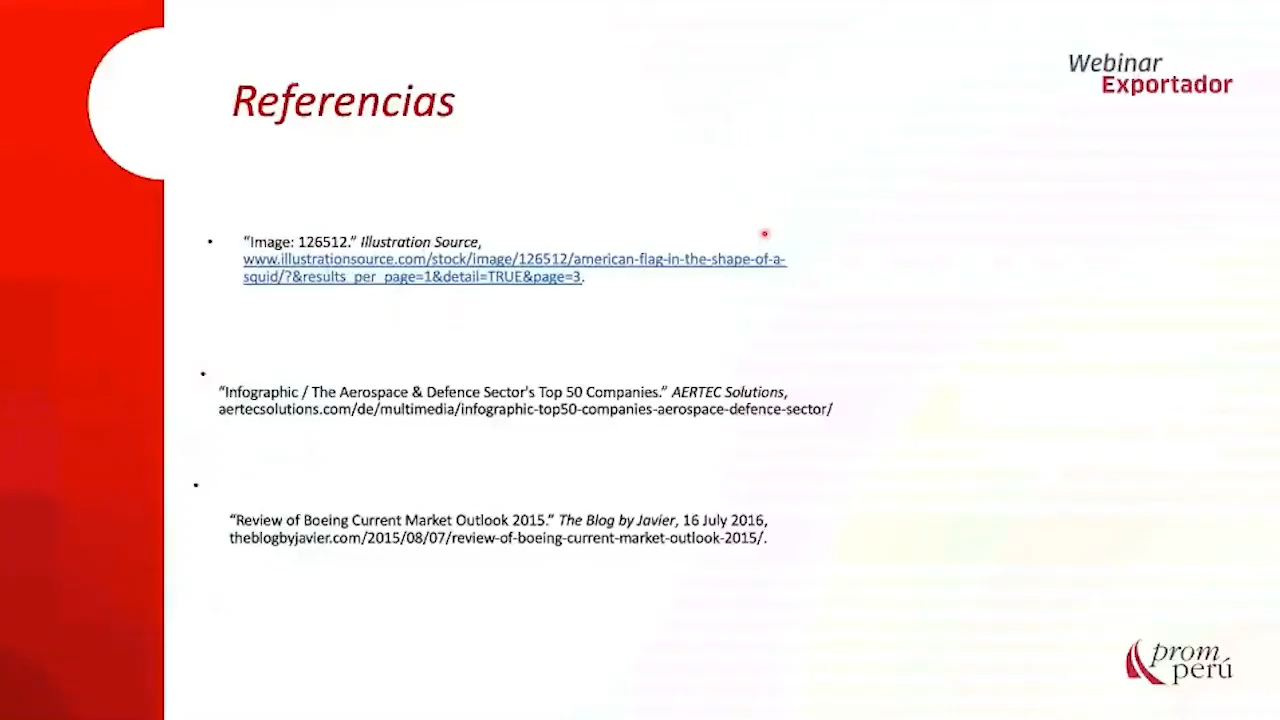 Webinar
Exportador
Referencias
• “Image: 126512.” Illustration Source,
www.illustrationsource.com/stock/image/126512/american-flag-in-the-shape-of-a-
squid/?&results_per_page=1&detail=TRUE&page=3.
•
“Infographic / The Aerospace & Defence Sector's Top 50 Companies.” AERTEC Solutions,
aertecsolutions.com/de/multimedia/infographic-top50-companies-aerospace-defence-sector/
•
“Review of Boeing Current Market Outlook 2015.” The Blog by Javier, 16 July 2016,
theblogbyjavier.com/2015/08/07/review-of-boeing-current-market-outlook-2015/.
prom
perú